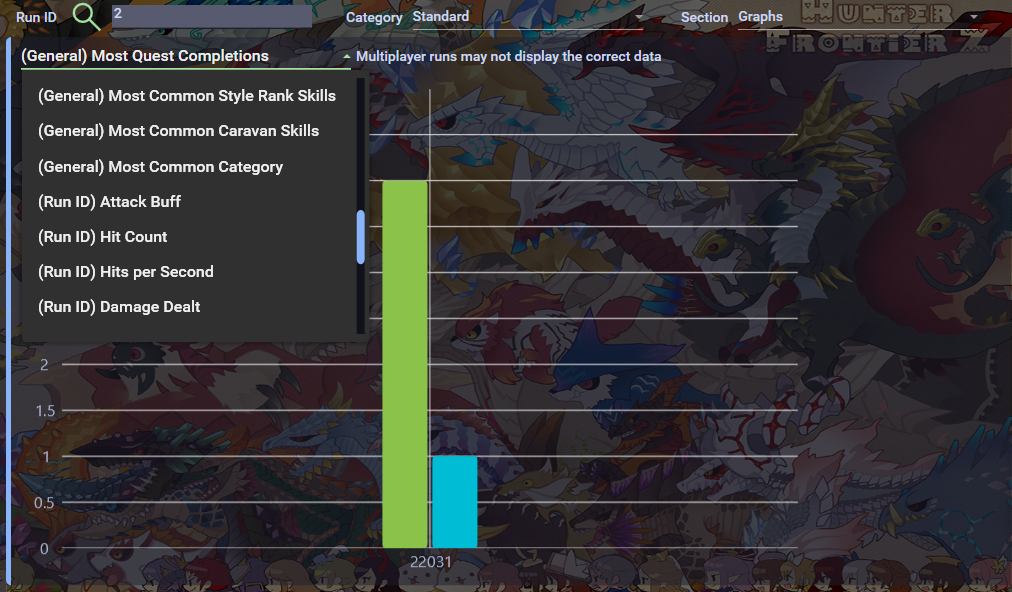 Run ID 2 Category Standard Section Graphs
HUNTER
FRONTIER Z
(General) Most Quest Completions Multiplayer runs may not display the correct data
(General) Most Common Style Rank Skills
(General) Most Common Caravan Skills
(General) Most Common Category
(Run ID) Attack Buff
(Run ID) Hit Count
(Run ID) Hits per Second
(Run ID) Damage Dealt
2
1.5
1
0.5
0
22031